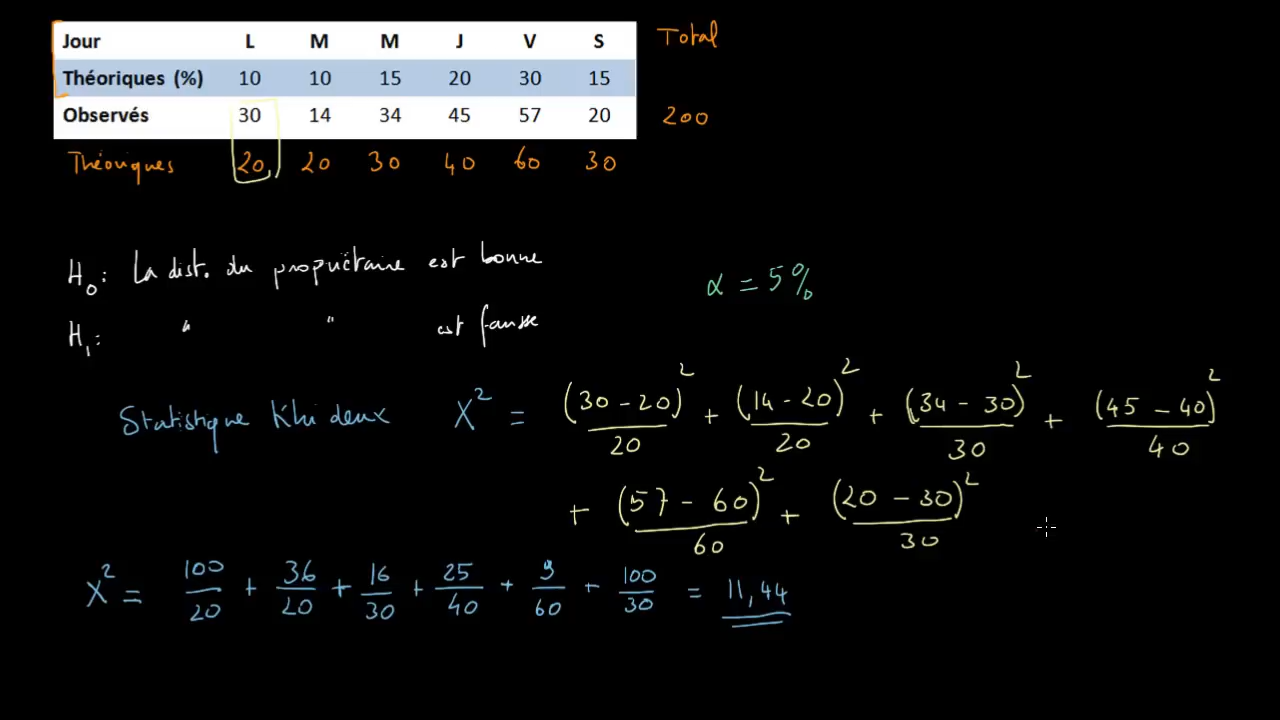 Jour L M M J V S Total
Théoriques (%) 10 10 15 20 30 15
Observés 30 14 34 45 57 20 200
Théoriques 20 20 30 40 60 30
H₀: La dist. du propriétaire est bonne
α = 5%
H₁: " " est fausse
Statistique Khi deux X² = (30 - 20)²/20 + (14 - 20)²/20 + (34 - 30)²/30 + (45 - 40)²/40
+ (57 - 60)²/60 + (20 - 30)²/30
X² = 100/20 + 36/20 + 16/30 + 25/40 + 9/60 + 100/30 = 11,44